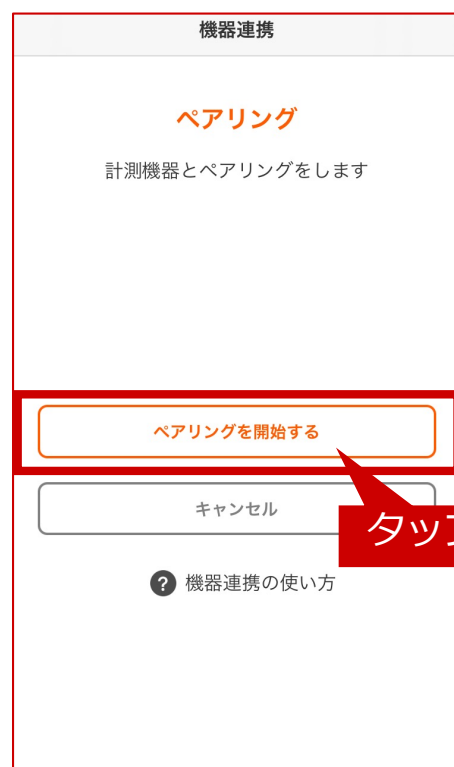 機器連携
ペアリング
計測機器とペアリングをします
ペアリングを開始する
キャンセル
タッ
? 機器連携の使い方